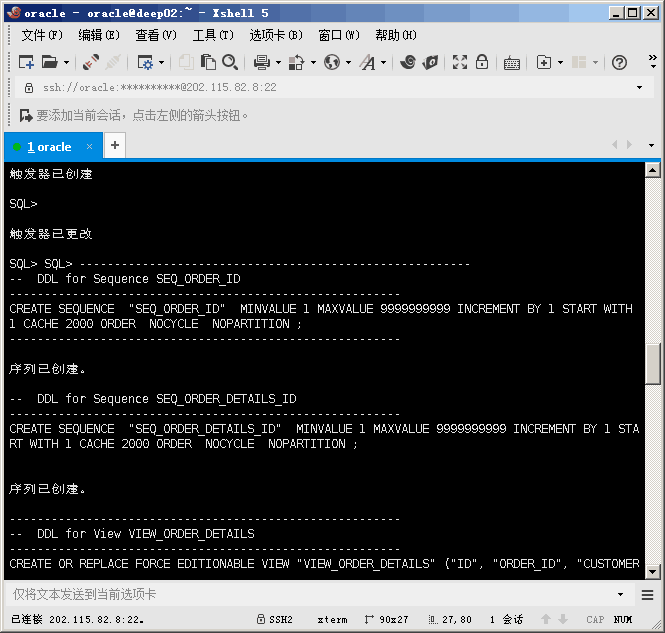 oracle - oracle@deep02:~ - Xshell 5
文件(F) 编辑(E) 查看(V) 工具(T) 选项卡(B) 窗口(W) 帮助(H)
ssh://oracle:**********@202.115.82.8:22
要添加当前会话，点击左侧的箭头按钮。
1 oracle × +
触发器已创建
SQL>
触发器已更改
SQL> SQL> --------------------------------------------------------
--  DDL for Sequence SEQ_ORDER_ID
--------------------------------------------------------
CREATE SEQUENCE  "SEQ_ORDER_ID"  MINVALUE 1 MAXVALUE 9999999999 INCREMENT BY 1 START WITH
1 CACHE 2000 ORDER  NOCYCLE  NOPARTITION ;
--------------------------------------------------------
序列已创建。
--  DDL for Sequence SEQ_ORDER_DETAILS_ID
--------------------------------------------------------
CREATE SEQUENCE  "SEQ_ORDER_DETAILS_ID"  MINVALUE 1 MAXVALUE 9999999999 INCREMENT BY 1 STA
RT WITH 1 CACHE 2000 ORDER  NOCYCLE  NOPARTITION ;
序列已创建。
--------------------------------------------------------
--  DDL for View VIEW_ORDER_DETAILS
--------------------------------------------------------
CREATE OR REPLACE FORCE EDITIONABLE VIEW "VIEW_ORDER_DETAILS" ("ID", "ORDER_ID", "CUSTOMER
仅将文本发送到当前选项卡
已连接 202.115.82.8:22。 SSH2 xterm 90x27 27,80 1 会话 CAP NUM